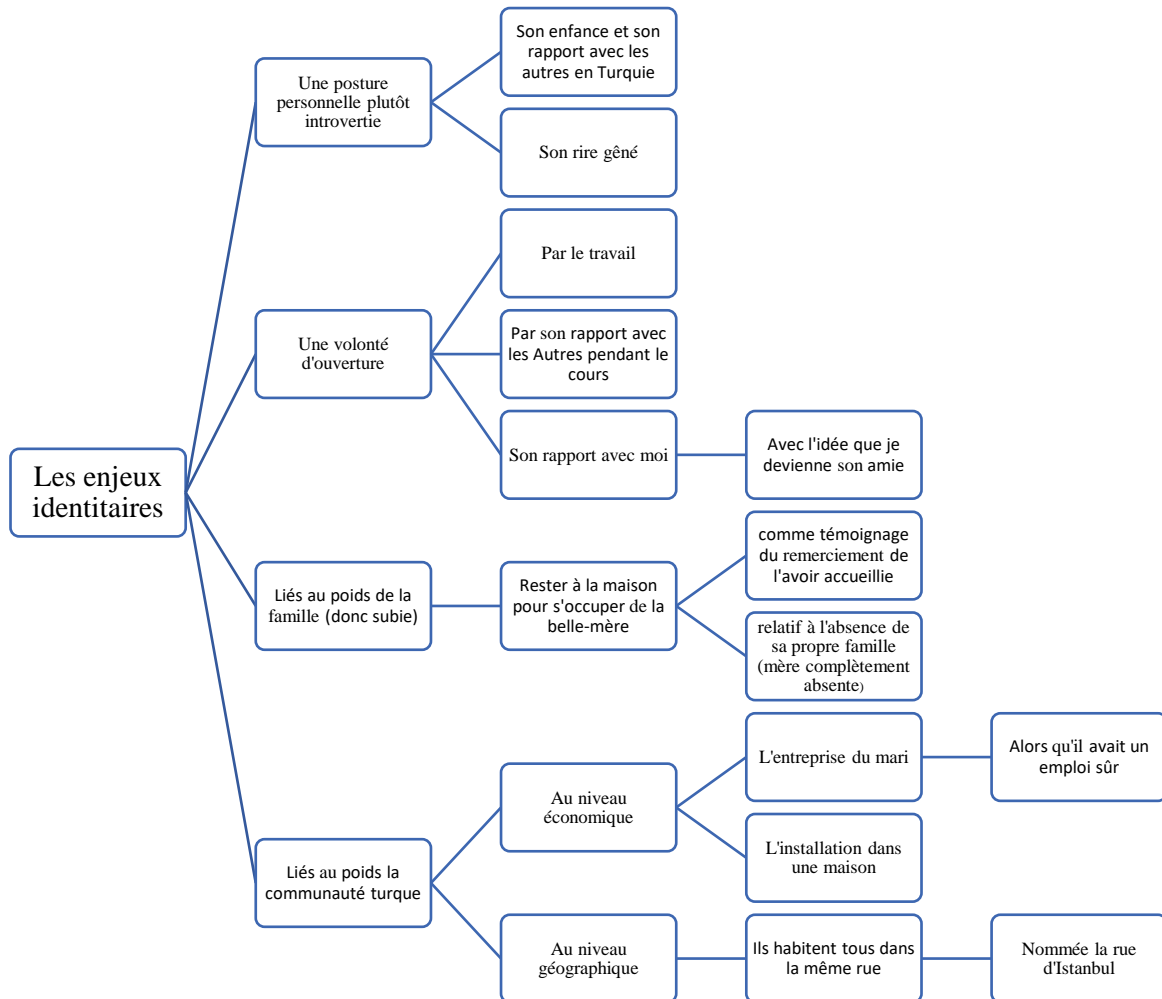 Les enjeux
identitaires
Une posture
personnelle plutôt
introvertie
Son enfance et son
rapport avec les
autres en Turquie
Son rire gêné
Une volonté
d'ouverture
Par le travail
Par son rapport avec
les Autres pendant le
cours
Son rapport avec moi
Avec l'idée que je
devienne son amie
Liés au poids de la
famille (donc subie)
Rester à la maison
pour s'occuper de la
belle-mère
comme témoignage
du remerciement de
l'avoir accueillie
relatif à l'absence de
sa propre famille
(mère complètement
absente)
Liés au poids la
communauté turque
Au niveau
économique
L'entreprise du mari
Alors qu'il avait un
emploi sûr
L'installation dans
une maison
Au niveau
géographique
Ils habitent tous dans
la même rue
Nommée la rue
d'Istanbul